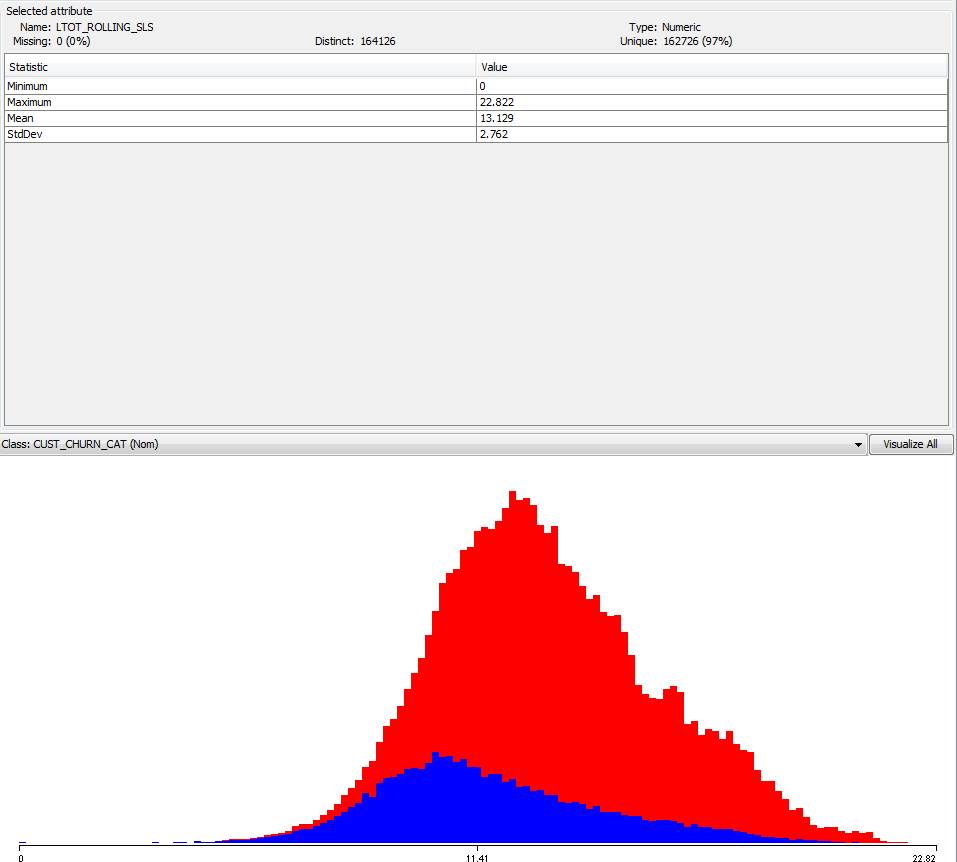 Selected attribute
Name: LTOT_ROLLING_SLS Type: Numeric
Missing: 0 (0%) Distinct: 164126 Unique: 162726 (97%)
Statistic Value
Minimum 0
Maximum 22.822
Mean 13.129
StdDev 2.762
Class: CUST_CHURN_CAT (Nom) Visualize All
0 11.41 22.82